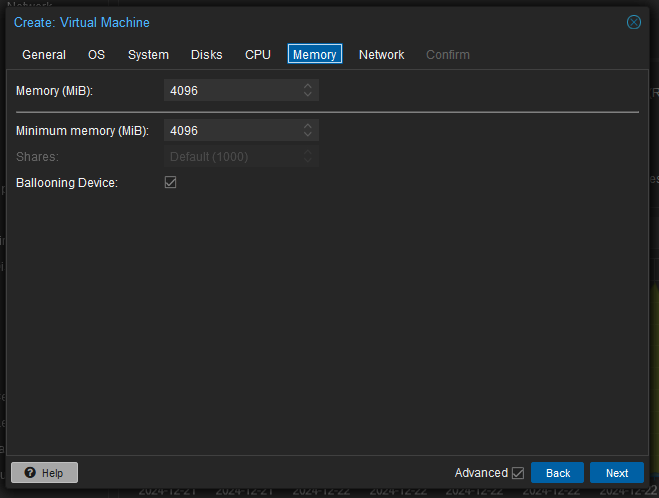 Network
Create: Virtual Machine
General OS System Disks CPU Memory Network Confirm
Memory (MiB): 4096
Minimum memory (MiB): 4096
Shares: Default (1000)
Ballooning Device:
Help Advanced Back Next
2024-12-21 2024-12-21 2024-12-22 2024-12-22 2024-12-22 2024-12-22 2024-12-22